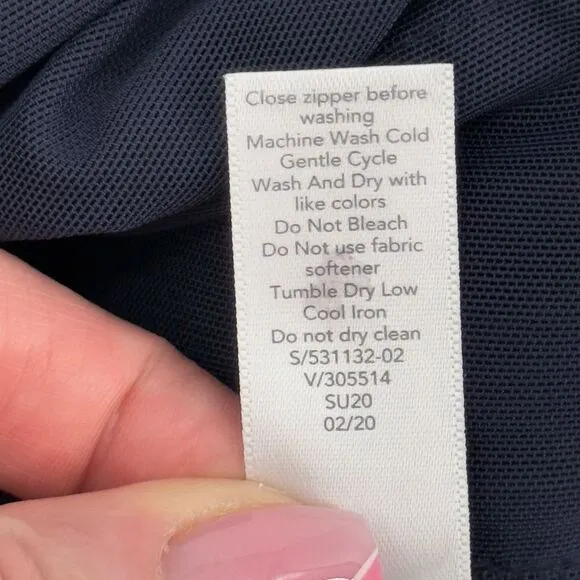 Close zipper before
washing
Machine Wash Cold
Gentle Cycle
Wash And Dry with
like colors
Do Not Bleach
Do Not use fabric
softener
Tumble Dry Low
Cool Iron
Do not dry clean
S/531132-02
V/305514
SU20
02/20